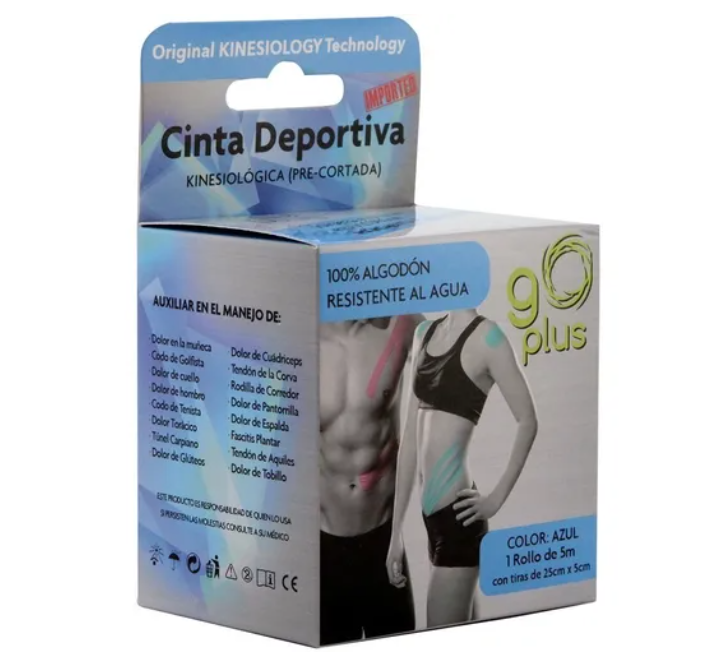 Original KINESIOLOGY Technology
IMPORTED
Cinta Deportiva
KINESIOLÓGICA (PRE-CORTADA)
100% ALGODÓN
RESISTENTE AL AGUA
go
plus
AUXILIAR EN EL MANEJO DE:
·Dolor en la muñeca
·Codo de Golfista
·Dolor de cuello
·Dolor de hombro
·Codo de Tenista
·Dolor Torácico
·Túnel Carpiano
·Dolor de Glúteos
·Dolor de Cuádriceps
·Tendón de la Corva
·Rodilla de Corredor
·Dolor de Pantorrilla
·Dolor de Espalda
·Fascitis Plantar
·Tendón de Aquiles
·Dolor de Tobillo
ESTE PRODUCTO ES RESPONSABILIDAD DE QUIEN LO USA
SI PERSISTEN LAS MOLESTIAS CONSULTE A SU MÉDICO
CE
COLOR: AZUL
1 Rollo de 5m
con tiras de 25cm x 5cm